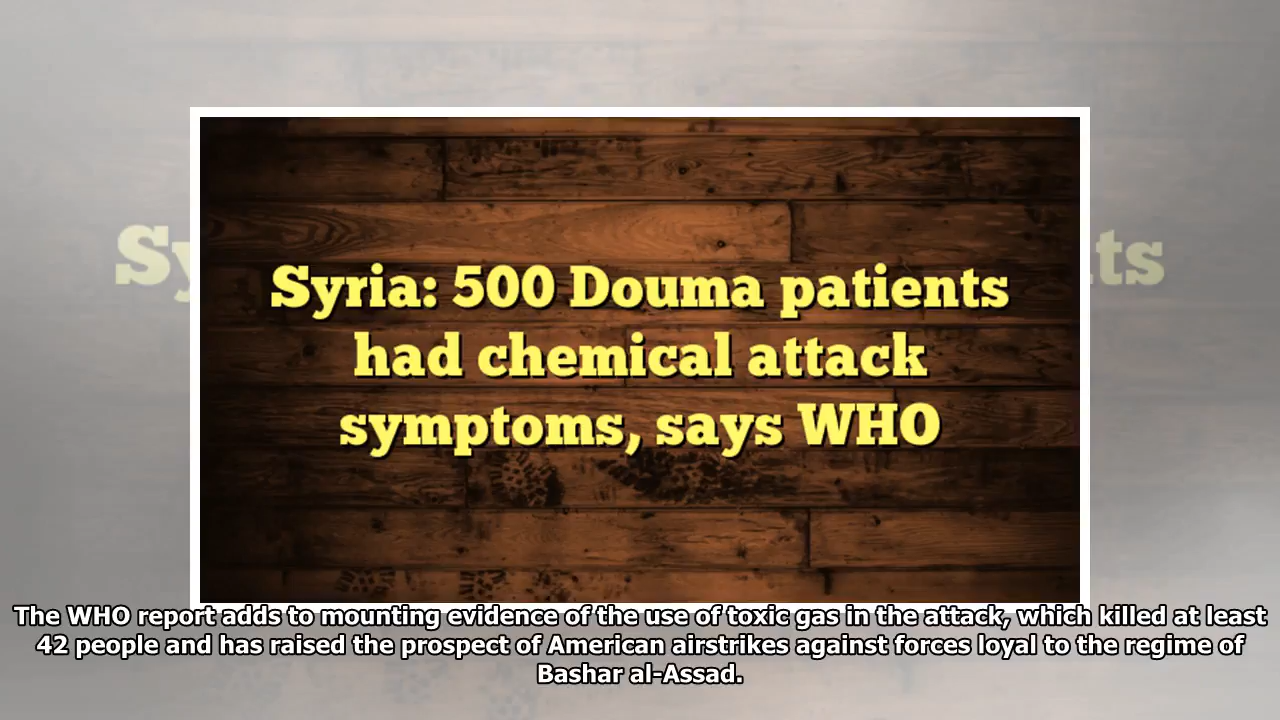 Syria: 500 Douma patients
had chemical attack
symptoms, says WHO
Sy
ts
The WHO report adds to mounting evidence of the use of toxic gas in the attack, which killed at least
42 people and has raised the prospect of American airstrikes against forces loyal to the regime of
Bashar al-Assad.